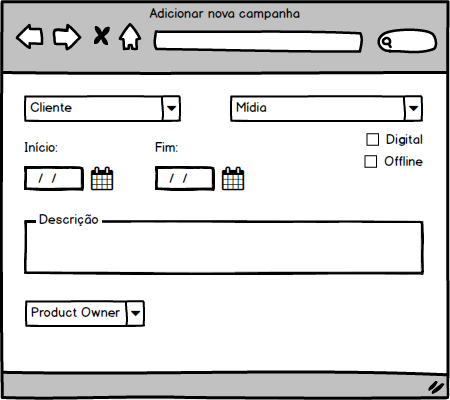 Adicionar nova campanha
Cliente
Mídia
Digital
Início:
Fim:
Offline
/ /
/ /
Descrição
Product Owner